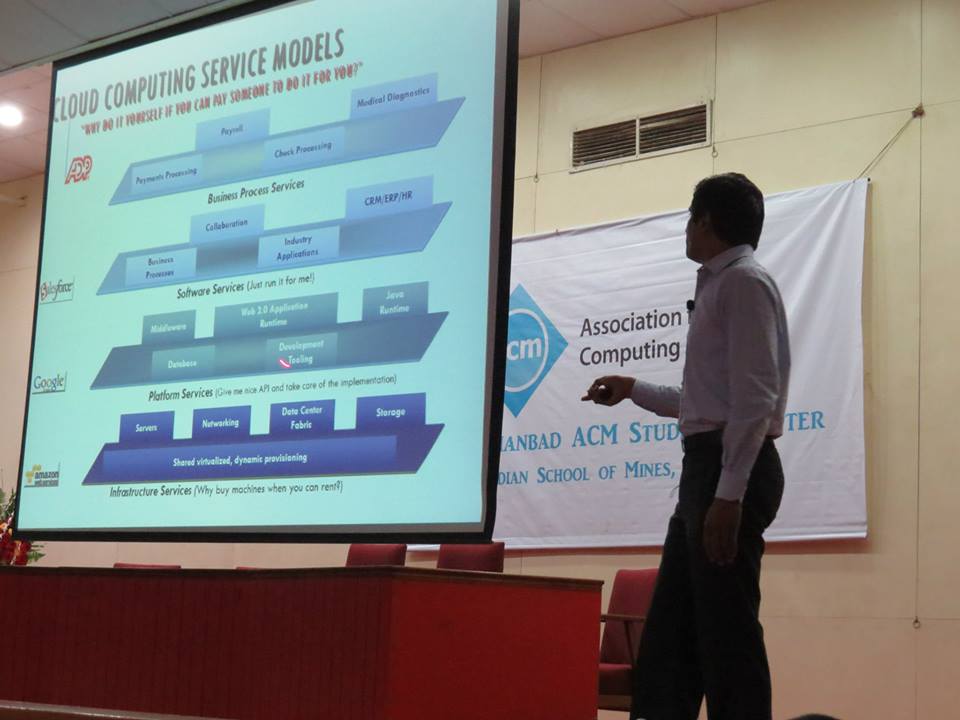 CLOUD COMPUTING SERVICE MODELS
"WHY DO IT YOURSELF IF YOU CAN PAY SOMEONE TO DO IT FOR YOU?"
ADP
Payroll
Medical Diagnostics
Payments Processing
Check Processing
Business Process Services
Collaboration
CRM/ERP/HR
Business
Processes
Industry
Applications
salesforce
Software Services (Just run it for me!)
Middleware
Web 2.0 Application
Runtime
Java
Runtime
Database
Development
Tooling
Google
Platform Services (Give me nice API and take care of the implementation)
Servers
Networking
Data Center
Fabric
Storage
Shared virtualized, dynamic provisioning
amazon
Infrastructure Services (Why buy machines when you can rent?)
cm
Association
Computing
HANBAD ACM STUD TER
DIAN SCHOOL OF MINES,